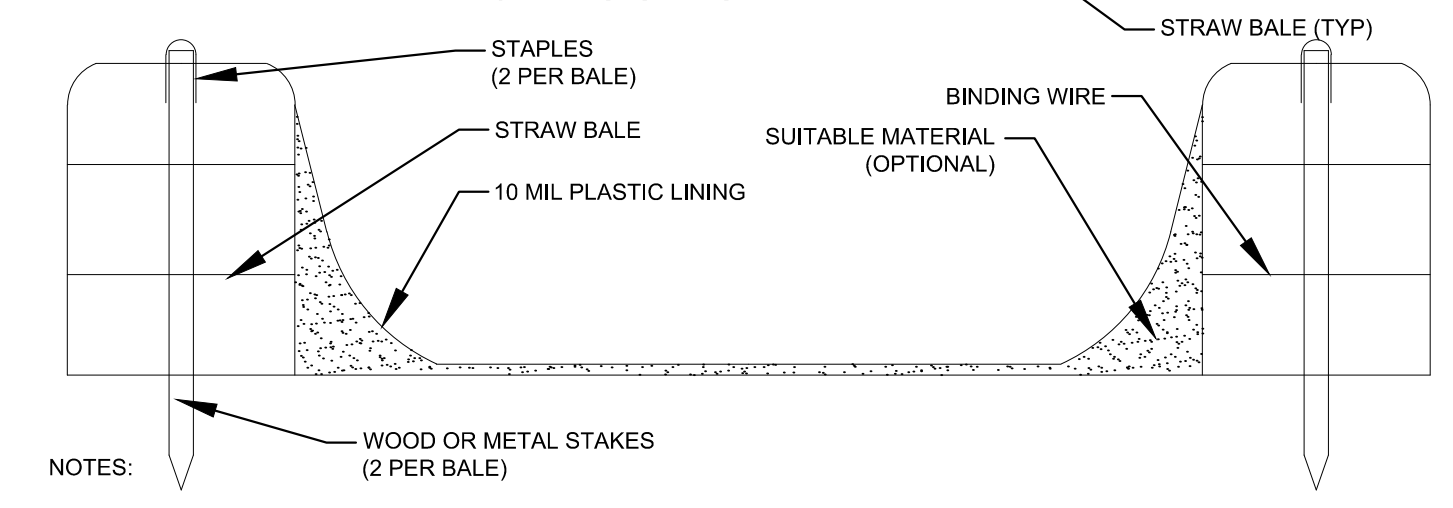 STRAW BALE (TYP)
STAPLES
(2 PER BALE)
BINDING WIRE
STRAW BALE
SUITABLE MATERIAL
(OPTIONAL)
10 MIL PLASTIC LINING
WOOD OR METAL STAKES
(2 PER BALE)
NOTES: